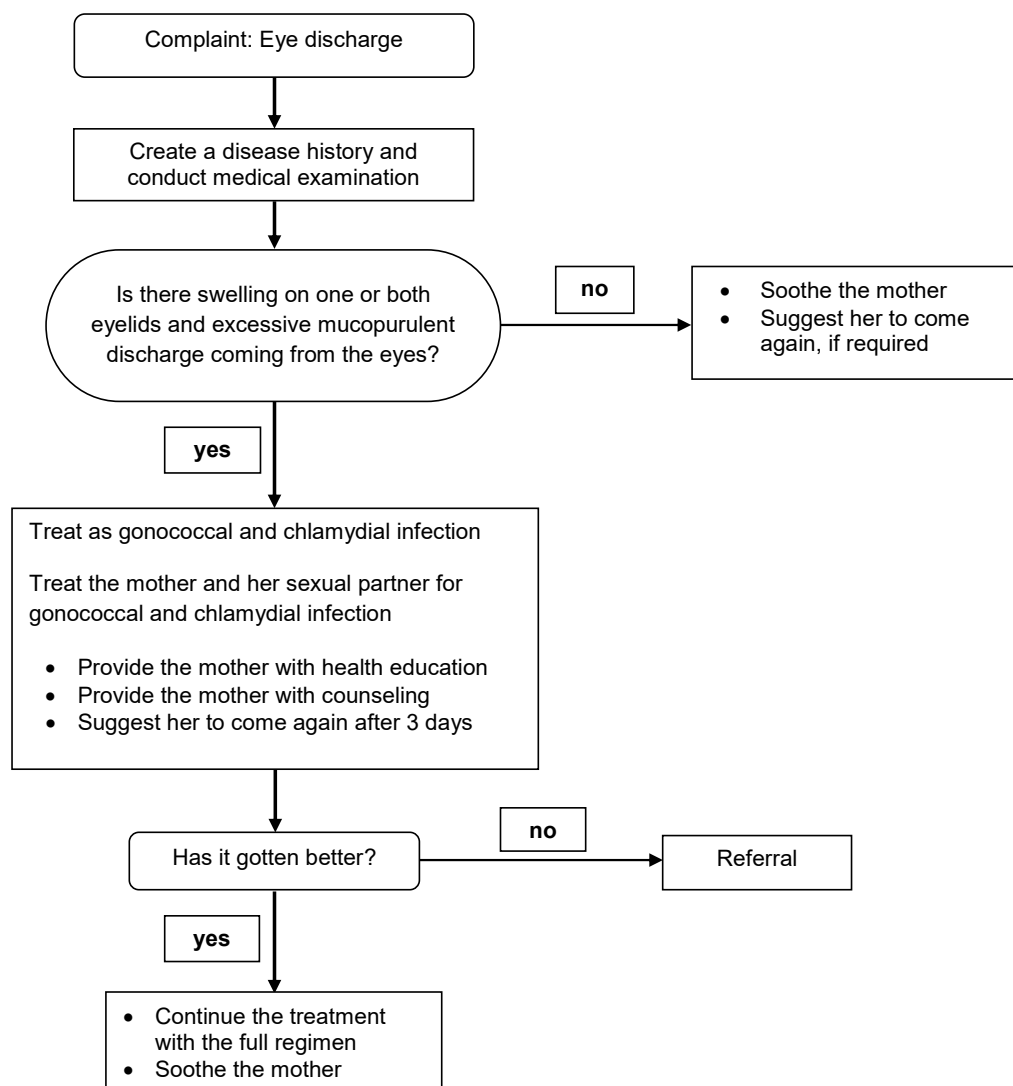 Complaint: Eye discharge
Create a disease history and
conduct medical examination
Is there swelling on one or both
eyelids and excessive mucopurulent
discharge coming from the eyes?
no
• Soothe the mother
• Suggest her to come
again, if required
yes
Treat as gonococcal and chlamydial infection
Treat the mother and her sexual partner for
gonococcal and chlamydial infection
• Provide the mother with health education
• Provide the mother with counseling
• Suggest her to come again after 3 days
Has it gotten better?
no
Referral
yes
• Continue the treatment
with the full regimen
• Soothe the mother